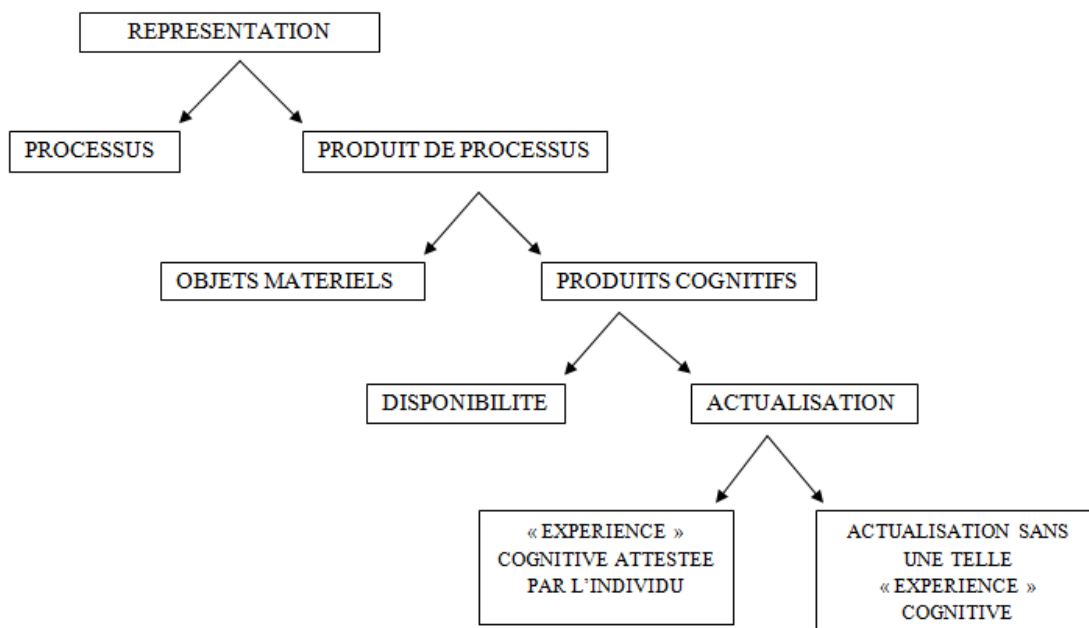 REPRESENTATION
PROCESSUS
PRODUIT DE PROCESSUS
OBJETS MATERIELS
PRODUITS COGNITIFS
DISPONIBILITE
ACTUALISATION
« EXPERIENCE »
COGNITIVE ATTESTEE
PAR L’INDIVIDU
ACTUALISATION SANS
UNE TELLE
« EXPERIENCE »
COGNITIVE